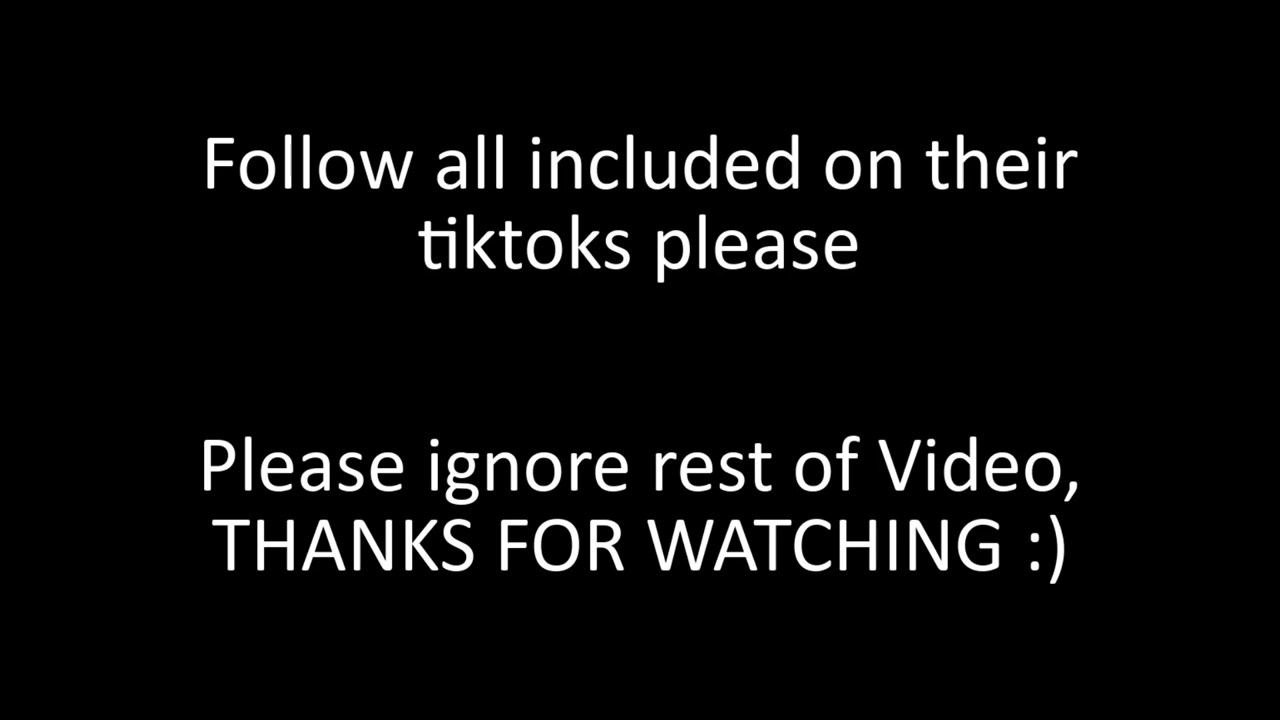 Follow all included on their
tiktoks please
Please ignore rest of Video,
THANKS FOR WATCHING :)